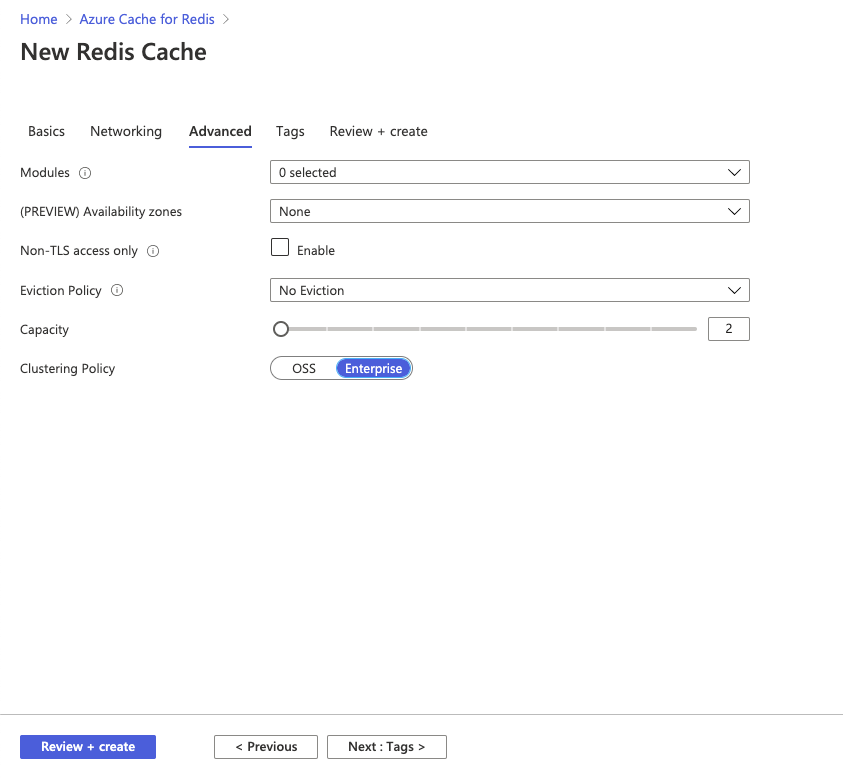 Home > Azure Cache for Redis >
New Redis Cache
Basics Networking Advanced Tags Review + create
Modules 0 selected
(PREVIEW) Availability zones None
Non-TLS access only Enable
Eviction Policy No Eviction
Capacity 2
Clustering Policy OSS Enterprise
Review + create < Previous Next : Tags >